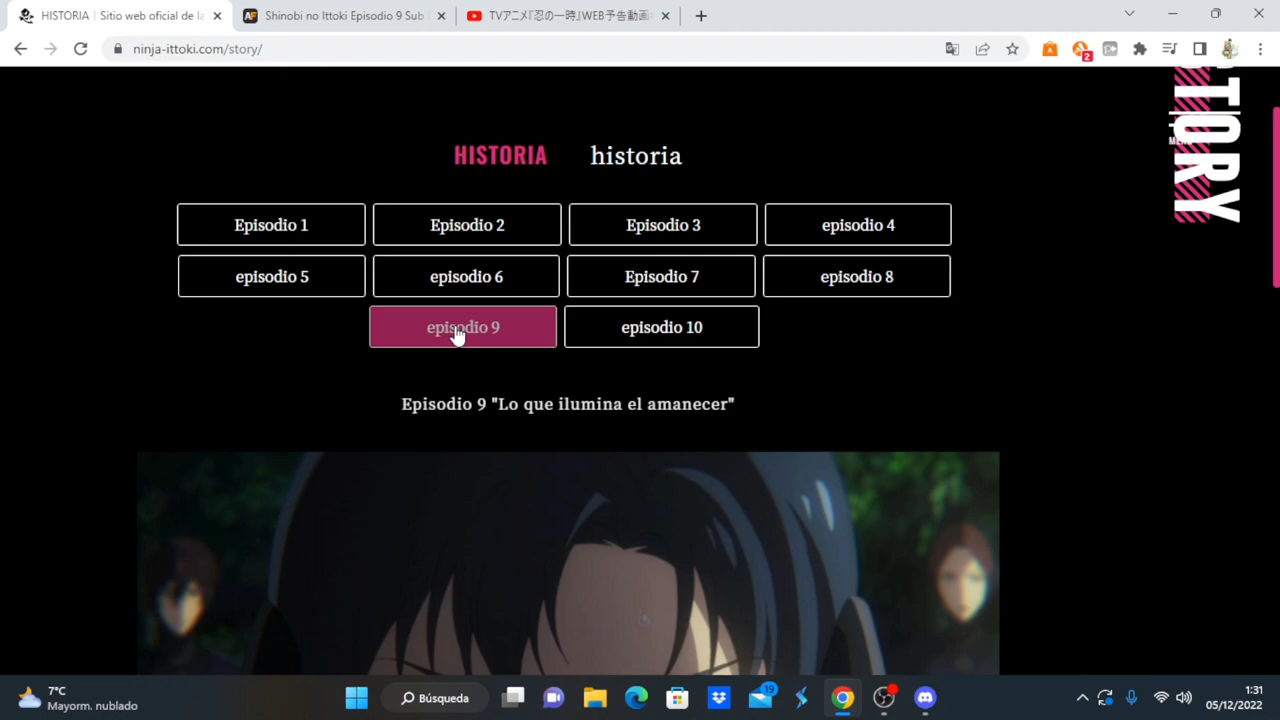 HISTORIA | Sitio web oficial de la
Shinobi no Ittoki Episodio 9 Sub
TVアニメ『忍の一時』WEB予告動画
ninja-ittoki.com/story/
2
STORY
MENU
HISTORIA historia
Episodio 1 Episodio 2 Episodio 3 episodio 4
episodio 5 episodio 6 Episodio 7 episodio 8
episodio 9 episodio 10
Episodio 9 "Lo que ilumina el amanecer"
7°C
Mayorm. nublado
Búsqueda
19
1:31
05/12/2022